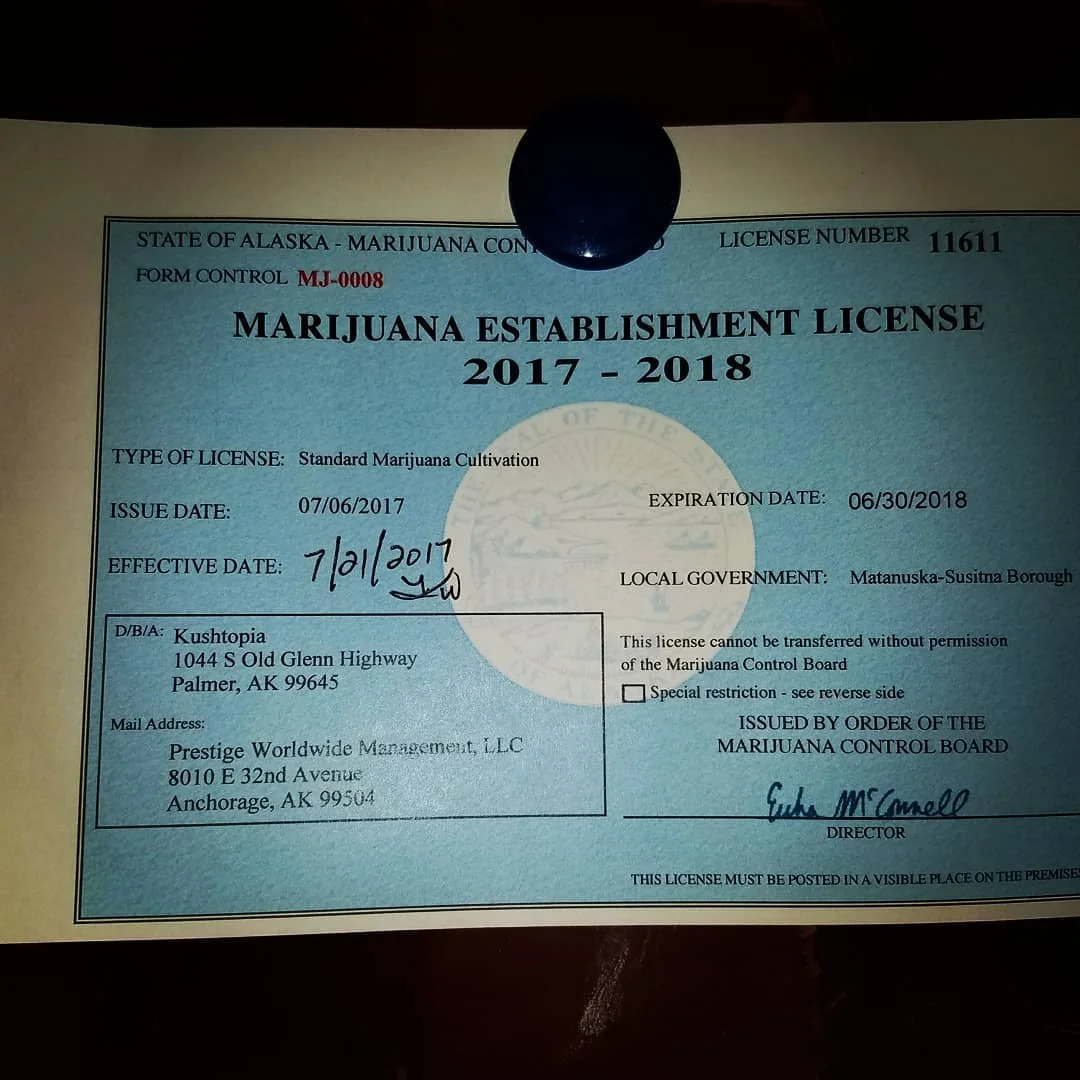 STATE OF ALASKA - MARIJUANA CON
LICENSE NUMBER 11611
FORM CONTROL MJ-0008
MARIJUANA ESTABLISHMENT LICENSE
2017 - 2018
TYPE OF LICENSE: Standard Marijuana Cultivation
ISSUE DATE: 07/06/2017
EXPIRATION DATE: 06/30/2018
EFFECTIVE DATE: 7/21/2017
LOCAL GOVERNMENT: Matanuska-Susitna Borough
D/B/A: Kushtopia
1044 S Old Glenn Highway
Palmer, AK 99645
Mail Address:
Prestige Worldwide Management, LLC
8010 E 32nd Avenue
Anchorage, AK 99504
This license cannot be transferred without permission
of the Marijuana Control Board
Special restriction - see reverse side
ISSUED BY ORDER OF THE
MARIJUANA CONTROL BOARD
McConnell
DIRECTOR
THIS LICENSE MUST BE POSTED IN A VISIBLE PLACE ON THE PREMISES
OF THE